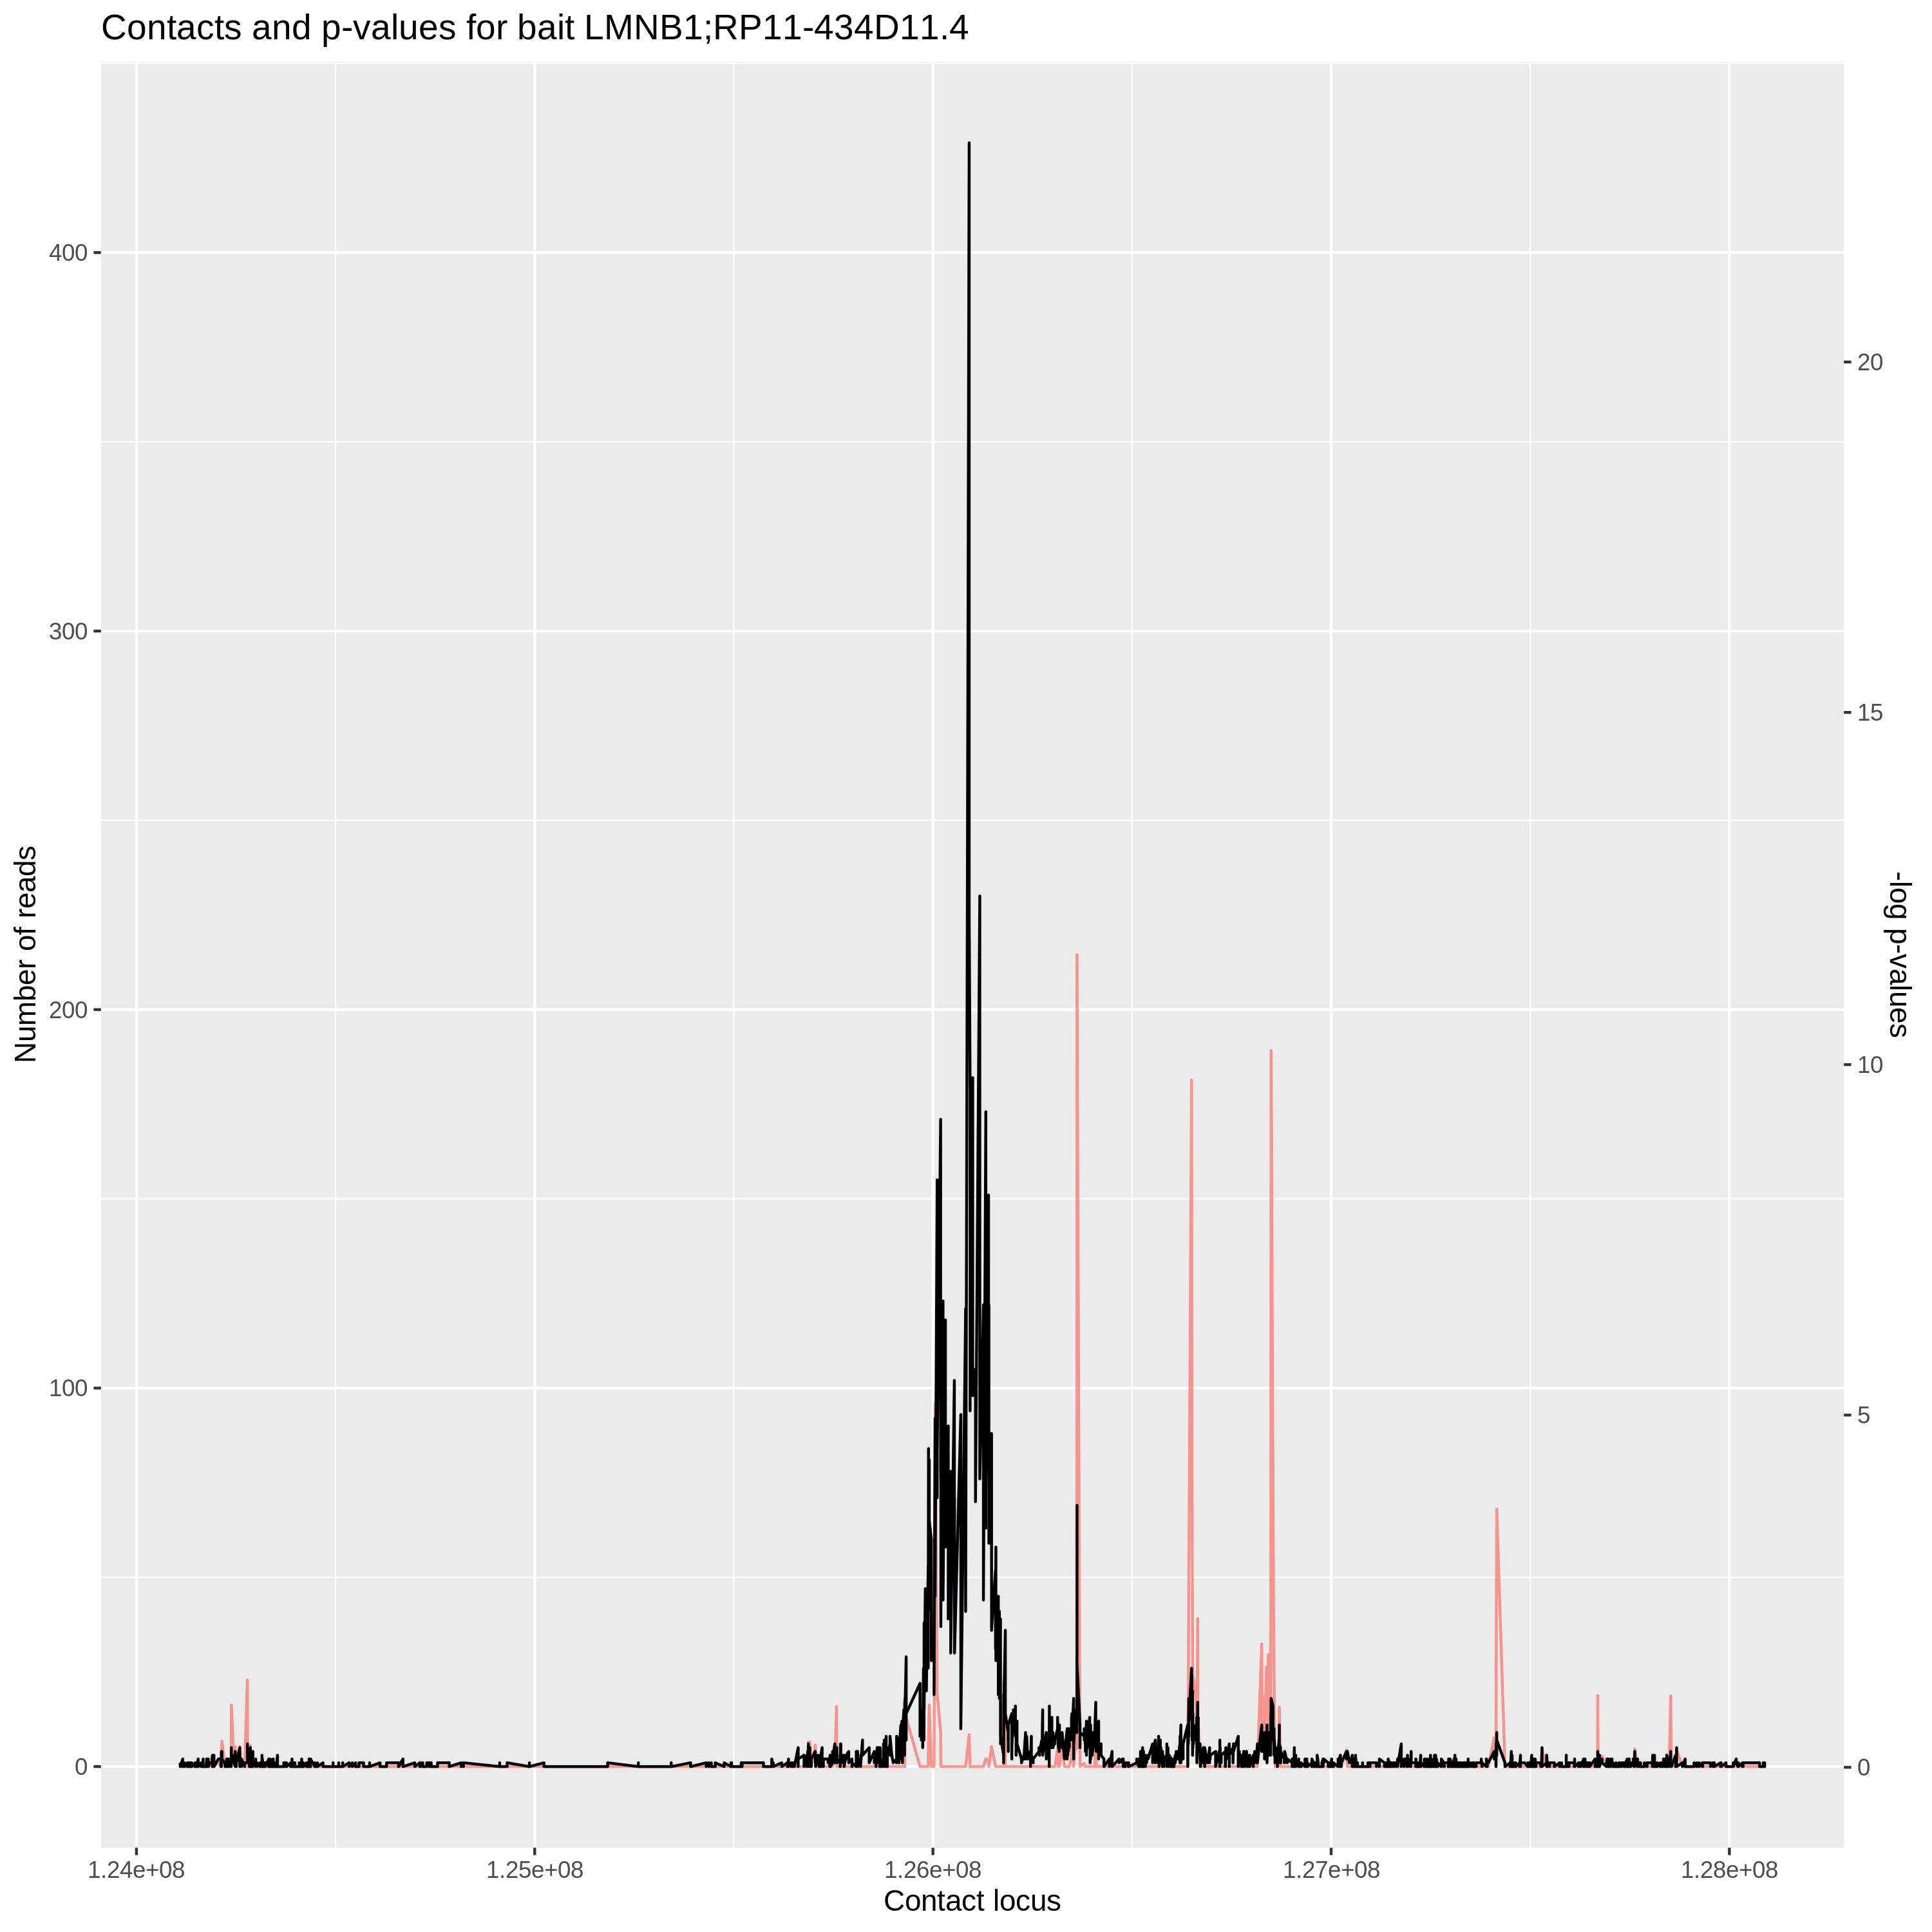 Contacts and p-values for bait LMNB1;RP11-434D11.4
400
300
200
100
0
Number of reads
20
15
10
5
0
-log p-values
1.24e+08 1.25e+08 1.26e+08 1.27e+08 1.28e+08
Contact locus